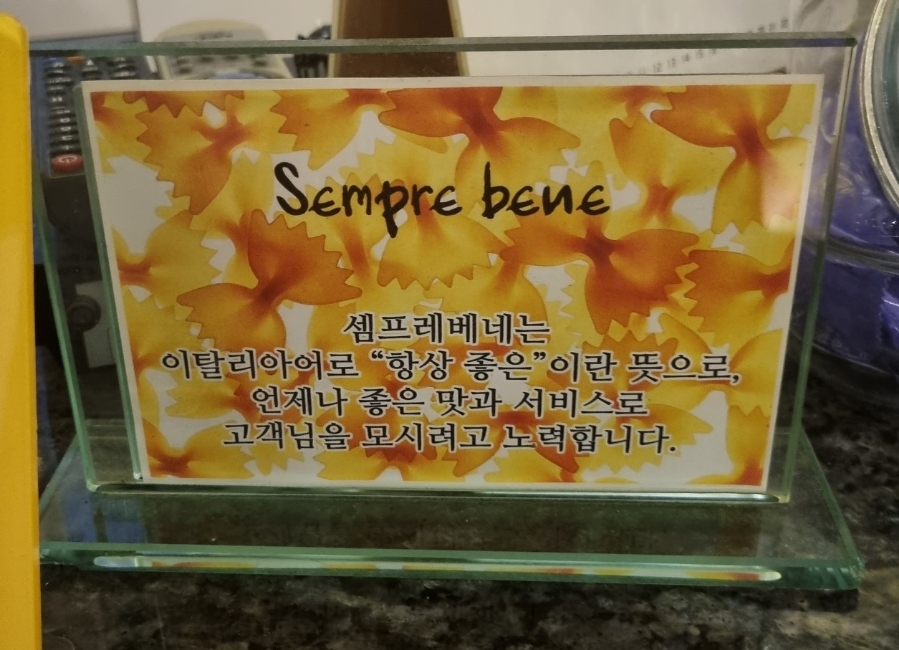 Sempre bene
셈프레베네는
이탈리아어로 “항상 좋은”이란 뜻으로,
언제나 좋은 맛과 서비스로
고객님을 모시려고 노력합니다.